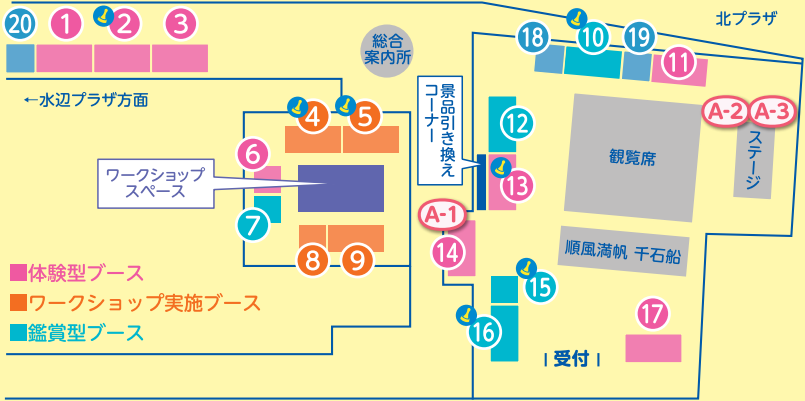 20
1
2
3
総合
案内所
18
10
19
11
北プラザ
←水辺プラザ方面
景品引き換え
コーナー
4
5
12
A-2
A-3
ステージ
観覧席
6
ワークショップ
スペース
13
7
A-1
14
順風満帆 千石船
8
9
体験型ブース
ワークショップ実施ブース
鑑賞型ブース
15
16
17
受付